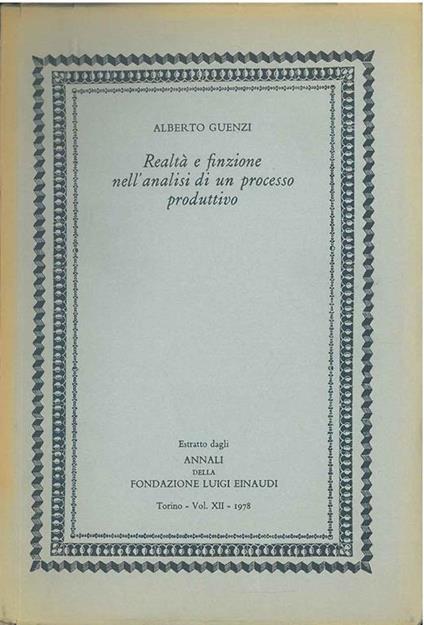 ALBERTO GUENZI
Realtà e finzione
nell'analisi di un processo
produttivo
Estratto dagli
ANNALI
DELLA
FONDAZIONE LUIGI EINAUDI
Torino - Vol. XII - 1978